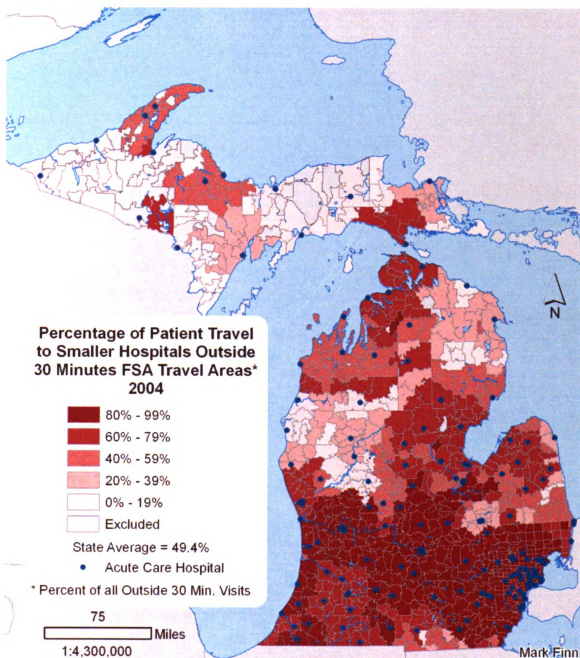 N
Percentage of Patient Travel
to Smaller Hospitals Outside
30 Minutes FSA Travel Areas*
2004
80% - 99%
60% - 79%
40% - 59%
20% - 39%
0% - 19%
Excluded
State Average = 49.4%
Acute Care Hospital
* Percent of all Outside 30 Min. Visits
75
Miles
1:4,300,000
Mark Finn